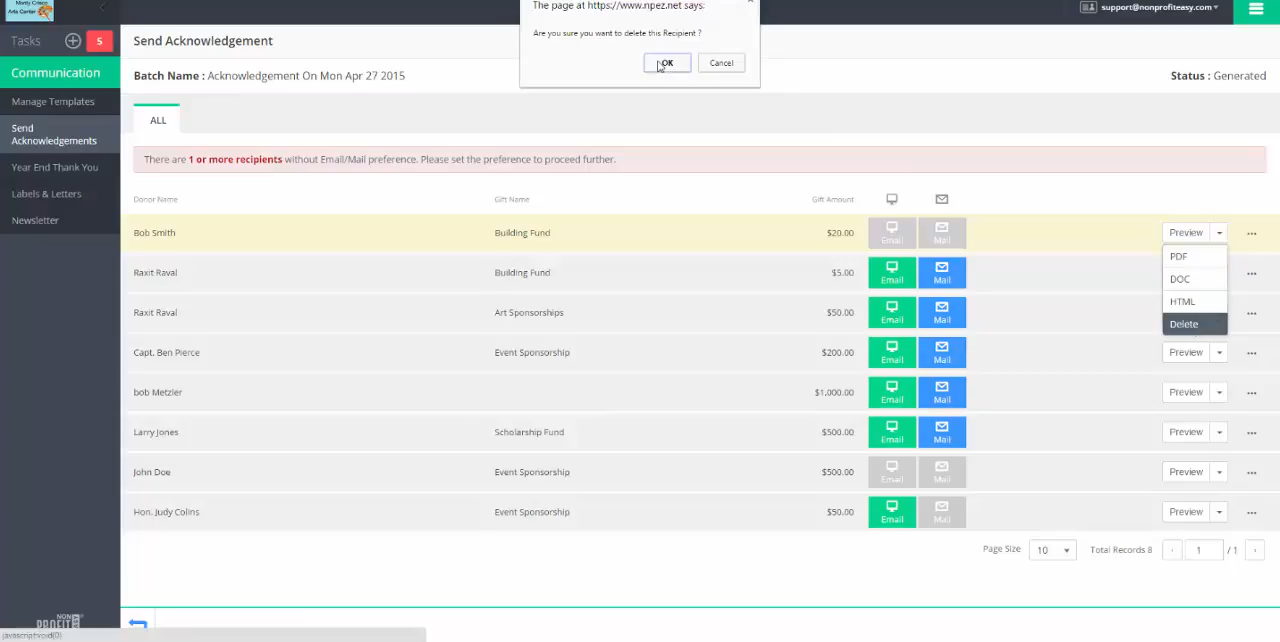 Monty Crisco
Arts Center
The page at https://www.npez.net says:
Are you sure you want to delete this Recipient ?
OK
Cancel
support@nonprofiteasy.com
Tasks
5
Send Acknowledgement
Communication
Batch Name : Acknowledgement On Mon Apr 27 2015
Status : Generated
Manage Templates
Send
Acknowledgements
Year End Thank You
Labels & Letters
Newsletter
ALL
There are 1 or more recipients without Email/Mail preference. Please set the preference to proceed further.
Donor Name Gift Name Gift Amount
Bob Smith Building Fund $20.00 Email Mail Preview ...
PDF
DOC
HTML
Delete
Raxit Raval Building Fund $5.00 Email Mail ...
Raxit Raval Art Sponsorships $50.00 Email Mail ...
Capt. Ben Pierce Event Sponsorship $200.00 Email Mail Preview ...
bob Metzler $1,000.00 Email Mail Preview ...
Larry Jones Scholarship Fund $500.00 Email Mail Preview ...
John Doe Event Sponsorship $500.00 Email Mail Preview ...
Hon. Judy Colins Event Sponsorship $50.00 Email Mail Preview ...
Page Size 10 Total Records 8 1 / 1
NON
PROFIT
javascript:void(0)